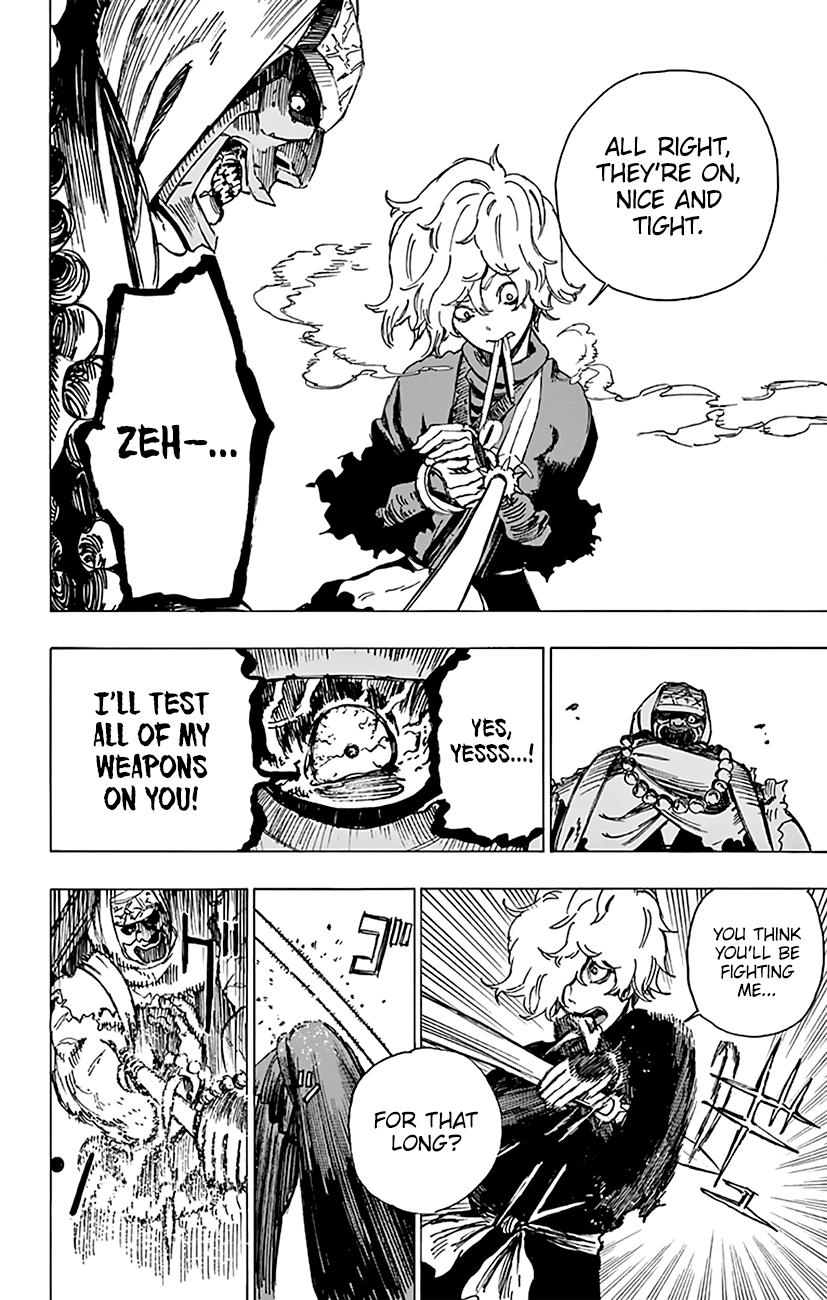 ALL RIGHT,
THEY'RE ON,
NICE AND
TIGHT.
ZEH—...
YES,
YESSS...!
I'LL TEST
ALL OF MY
WEAPONS
ON YOU!
YOU THINK
YOU'LL BE
FIGHTING
ME...
FOR THAT
LONG?